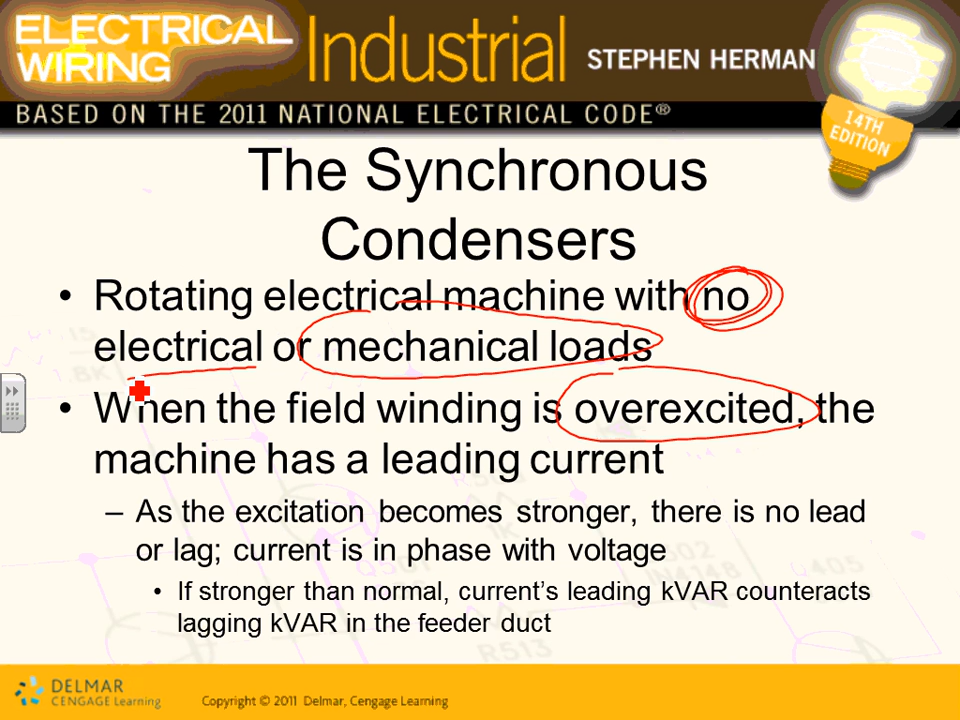 ELECTRICAL
WIRING
Industrial
STEPHEN HERMAN
BASED ON THE 2011 NATIONAL ELECTRICAL CODE®
14TH
EDITION
The Synchronous
Condensers
• Rotating electrical machine with no
electrical or mechanical loads
• When the field winding is overexcited, the
machine has a leading current
– As the excitation becomes stronger, there is no lead
or lag; current is in phase with voltage
• If stronger than normal, current's leading kVAR counteracts
lagging kVAR in the feeder duct
R513
DELMAR
CENGAGE Learning
Copyright © 2011 Delmar, Cengage Learning